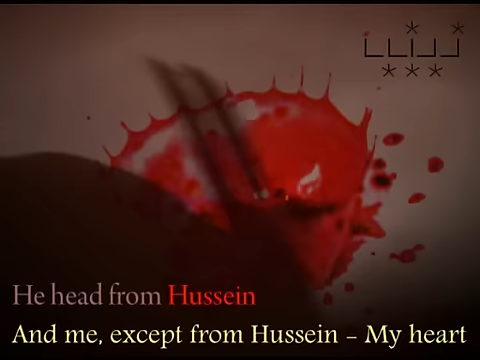 He head from Hussein
And me, except from Hussein - My heart